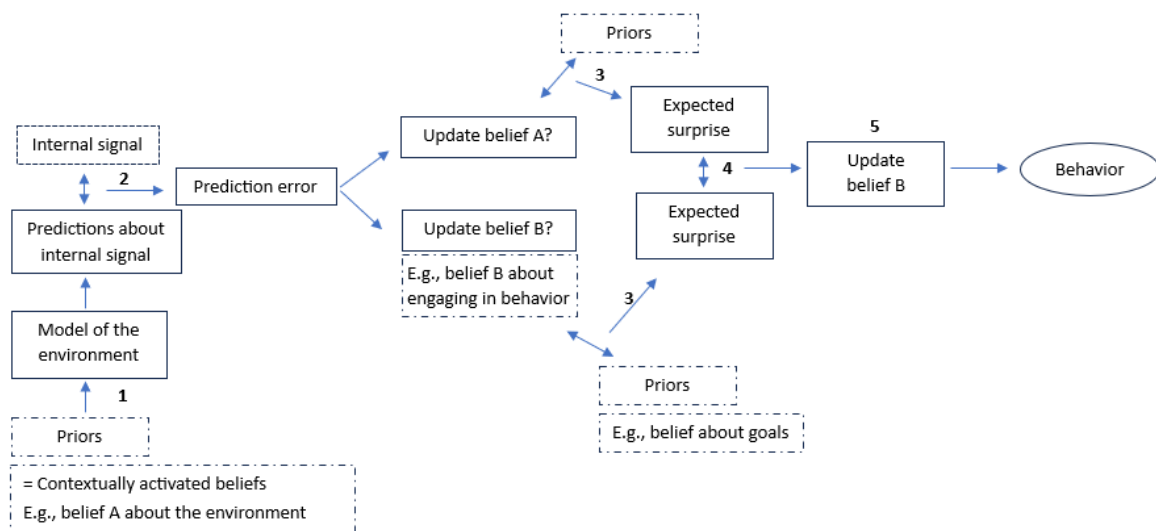 Priors
3
Expected
surprise
Internal signal
2
Prediction error
Update belief A?
4
5
Update
belief B
Behavior
Predictions about
internal signal
Update belief B?
E.g., belief B about
engaging in behavior
Expected
surprise
3
Model of the
environment
1
Priors
= Contextually activated beliefs
E.g., belief A about the environment
Priors
E.g., belief about goals